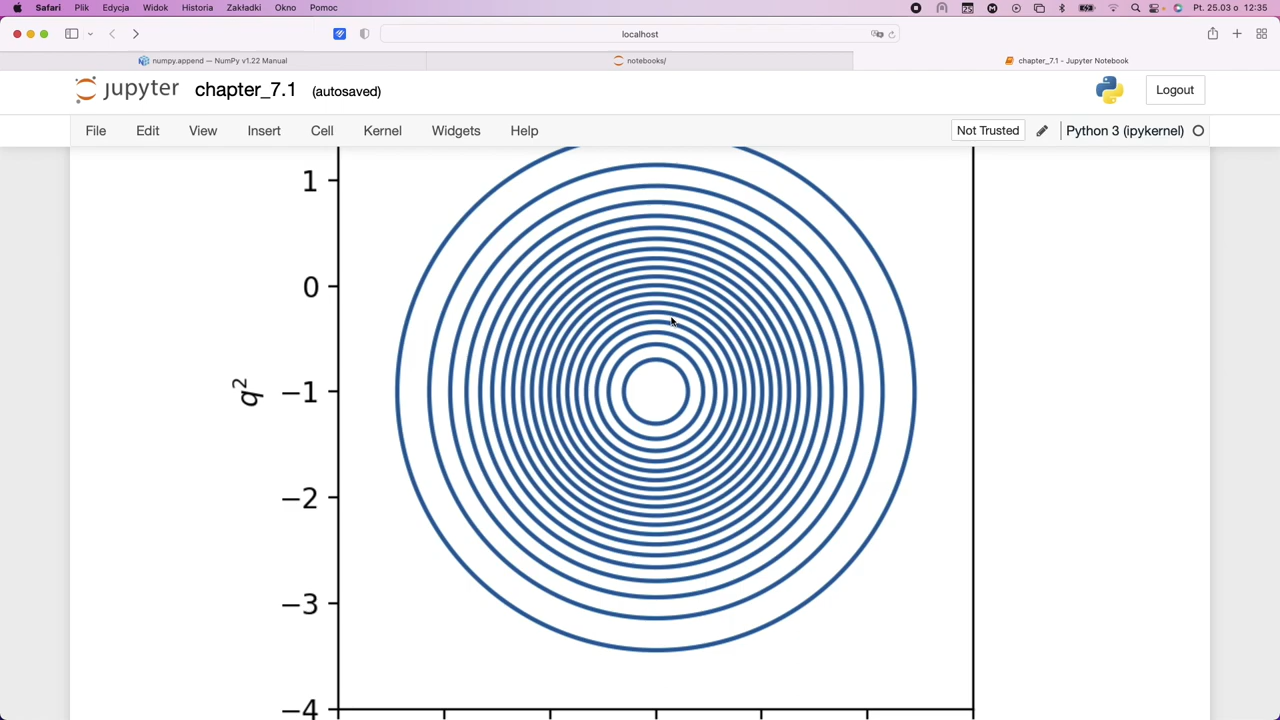 Safari Plik Edycja Widok Historia Zakładki Okno Pomoc Pt. 25.03 o 12:35
localhost
numpy.append — NumPy v1.22 Manual notebooks/ chapter_7.1 - Jupyter Notebook
jupyter chapter_7.1 (autosaved) Logout
File Edit View Insert Cell Kernel Widgets Help Not Trusted Python 3 (ipykernel)
1
0
q²
−1
−2
−3
−4